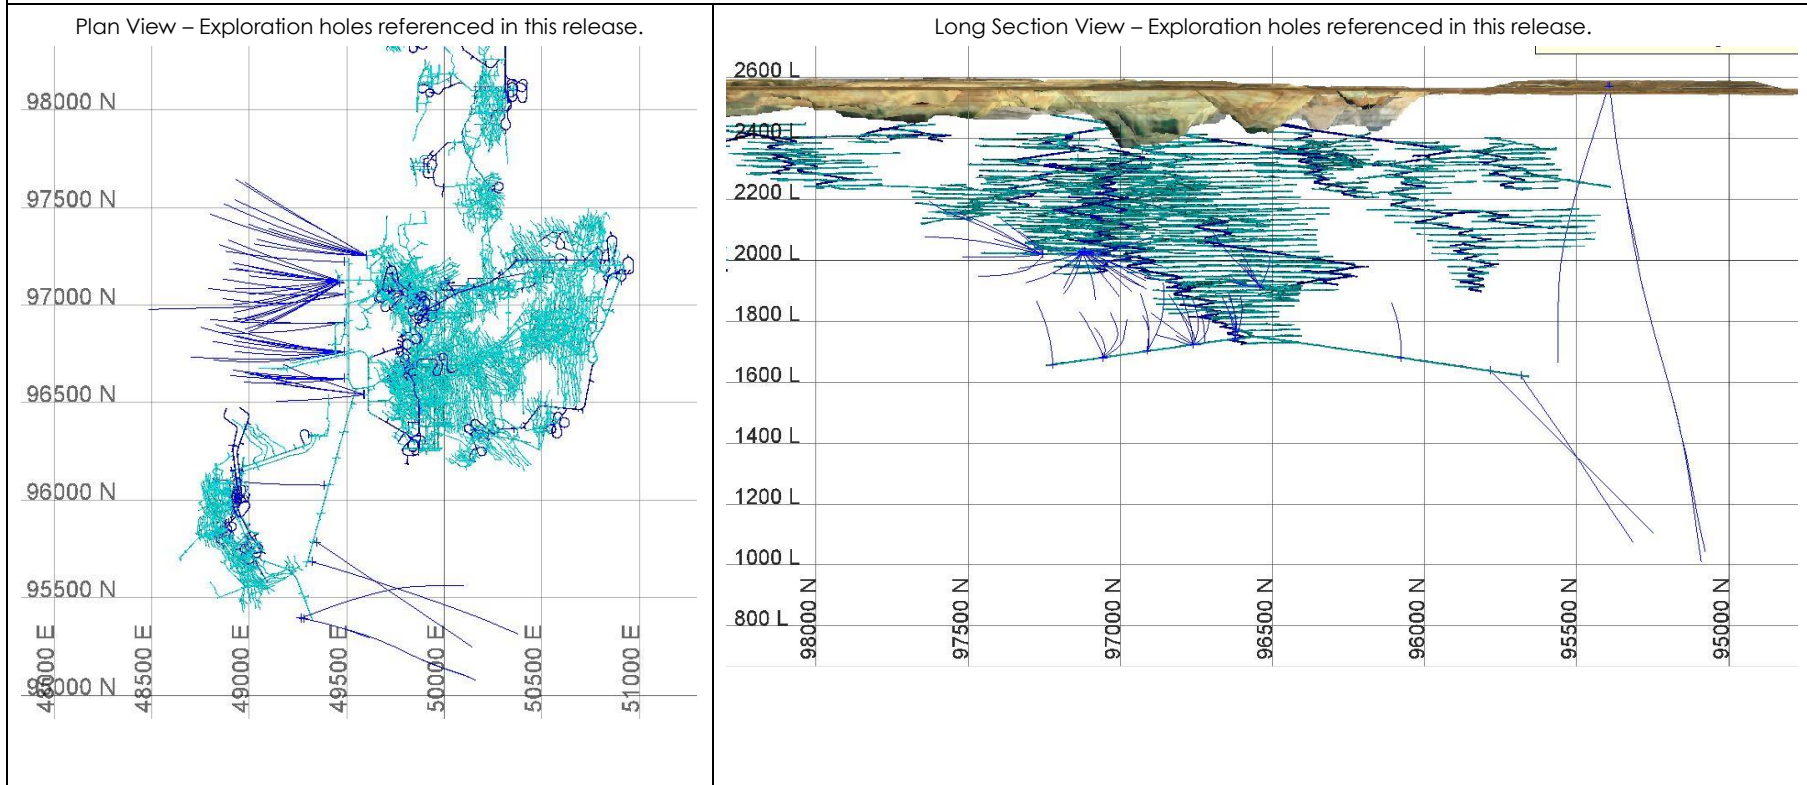 Plan View – Exploration holes referenced in this release.
98000 N
97500 N
97000 N
96500 N
96000 N
95500 N
95000 N
48000 E
48500 E
49000 E
49500 E
50000 E
50500 E
51000 E
Long Section View – Exploration holes referenced in this release.
2600 L
2400 L
2200 L
2000 L
1800 L
1600 L
1400 L
1200 L
1000 L
800 L
98000 N
97500 N
97000 N
96500 N
96000 N
95500 N
95000 N